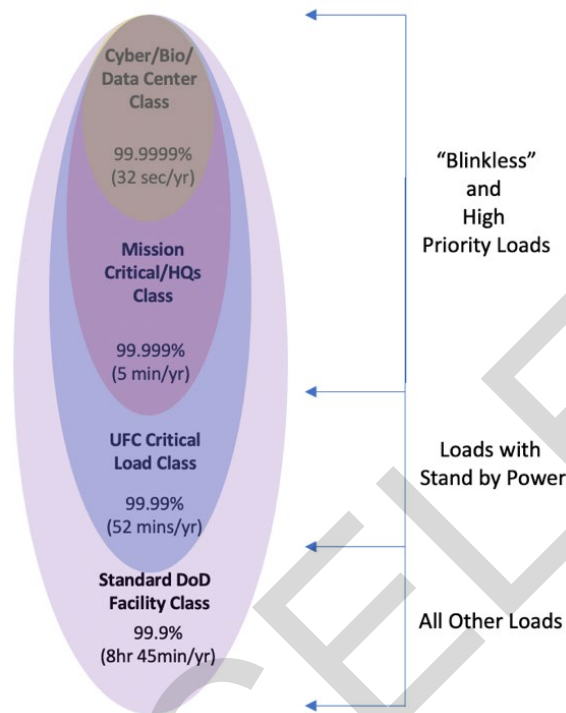 Cyber/Bio/
Data Center
Class
99.9999%
(32 sec/yr)
Mission
Critical/HQs
Class
99.999%
(5 min/yr)
UFC Critical
Load Class
99.99%
(52 mins/yr)
Standard DoD
Facility Class
99.9%
(8hr 45min/yr)
“Blinkless”
and
High
Priority Loads
Loads with
Stand by Power
All Other Loads